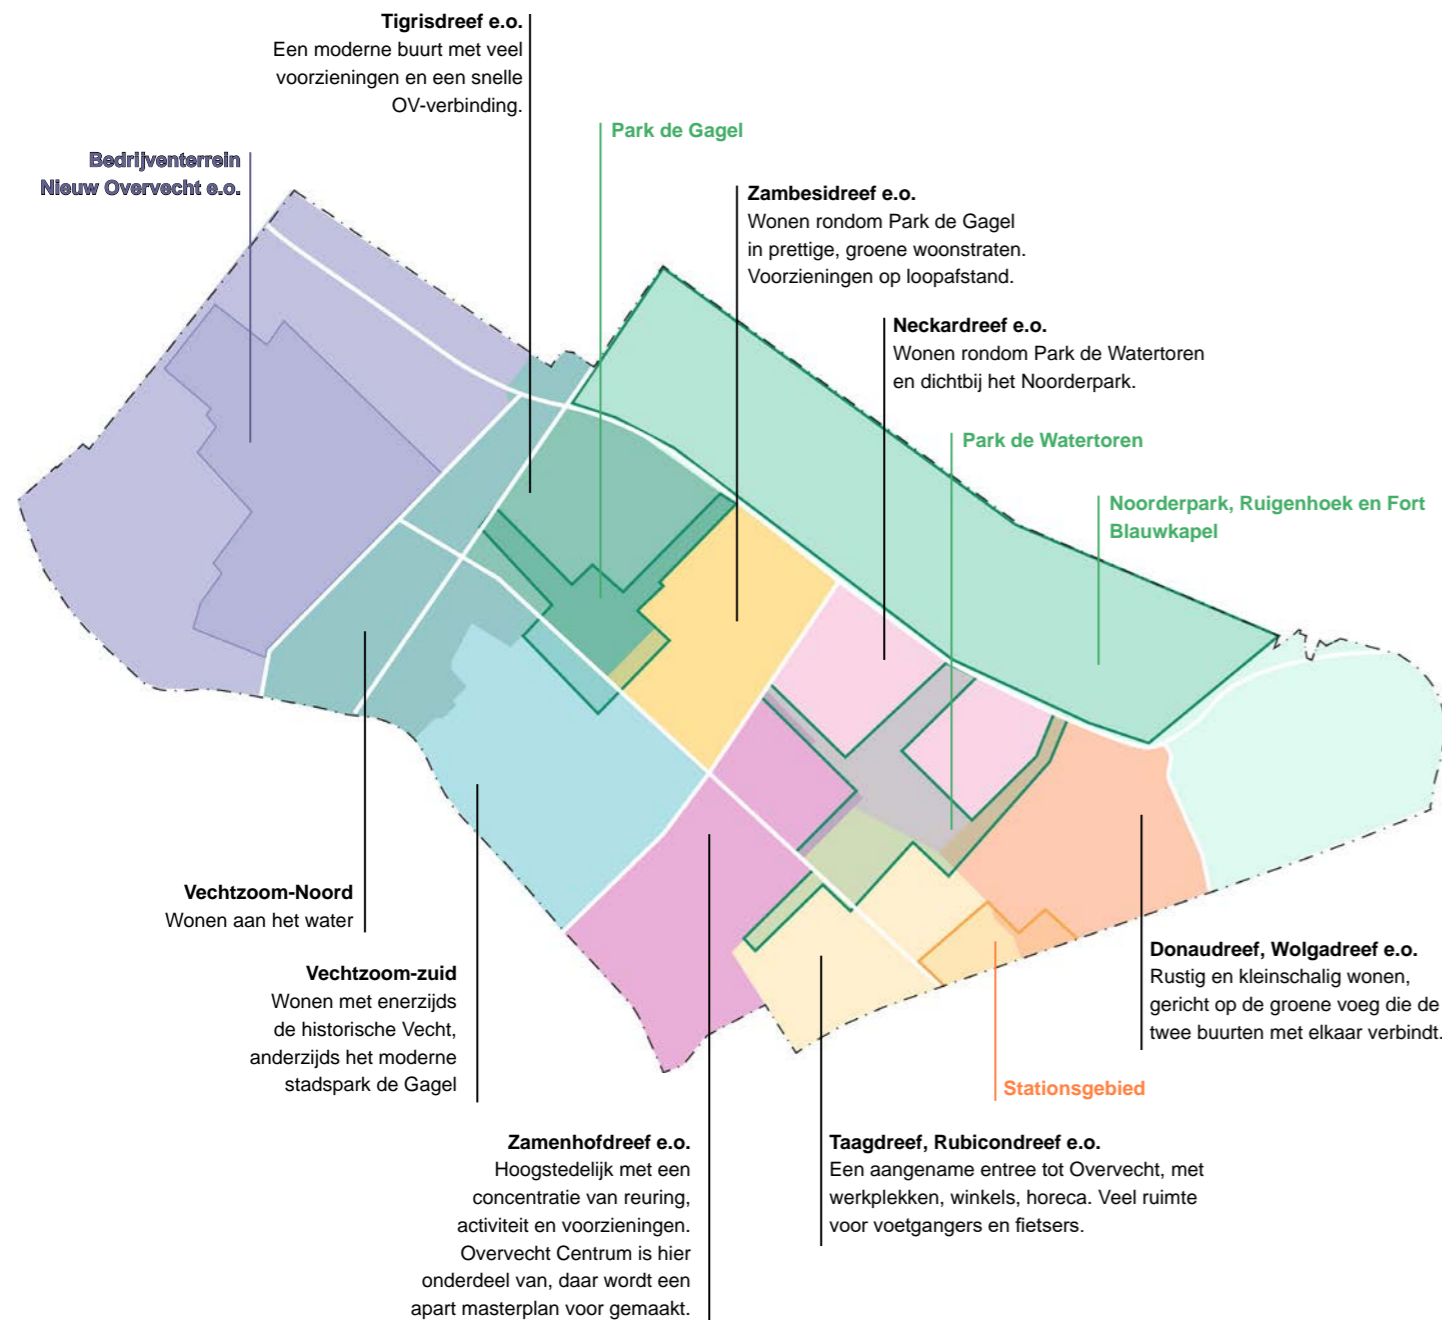 Tigrisdreef e.o.
Een moderne buurt met veel
voorzieningen en een snelle
OV-verbinding.
Park de Gagel
Bedrijventerrein
Nieuw Overvecht e.o.
Zambesidreef e.o.
Wonen rondom Park de Gagel
in prettige, groene woonstraten.
Voorzieningen op loopafstand.
Neckardreef e.o.
Wonen rondom Park de Watertoren
en dichtbij het Noorderpark.
Park de Watertoren
Noorderpark, Ruigenhoek en Fort
Blauwkapel
Vechtzoom-Noord
Wonen aan het water
Vechtzoom-zuid
Wonen met enerzijds
de historische Vecht,
anderzijds het moderne
stadspark de Gagel
Donaudreef, Wolgadreef e.o.
Rustig en kleinschalig wonen,
gericht op de groene voeg die de
twee buurten met elkaar verbindt.
Stationsgebied
Zamenhofdreef e.o.
Hoogstedelijk met een
concentratie van reuring,
activiteit en voorzieningen.
Overvecht Centrum is hier
onderdeel van, daar wordt een
apart masterplan voor gemaakt.
Taagdreef, Rubicondreef e.o.
Een aangename entree tot Overvecht, met
werkplekken, winkels, horeca. Veel ruimte
voor voetgangers en fietsers.